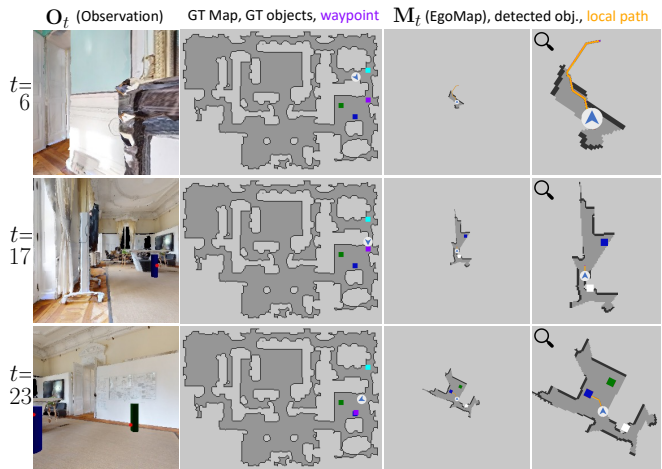 O_t (Observation) GT Map, GT objects, waypoint M_t (EgoMap), detected obj., local path
t=
6
t=
17
t=
23